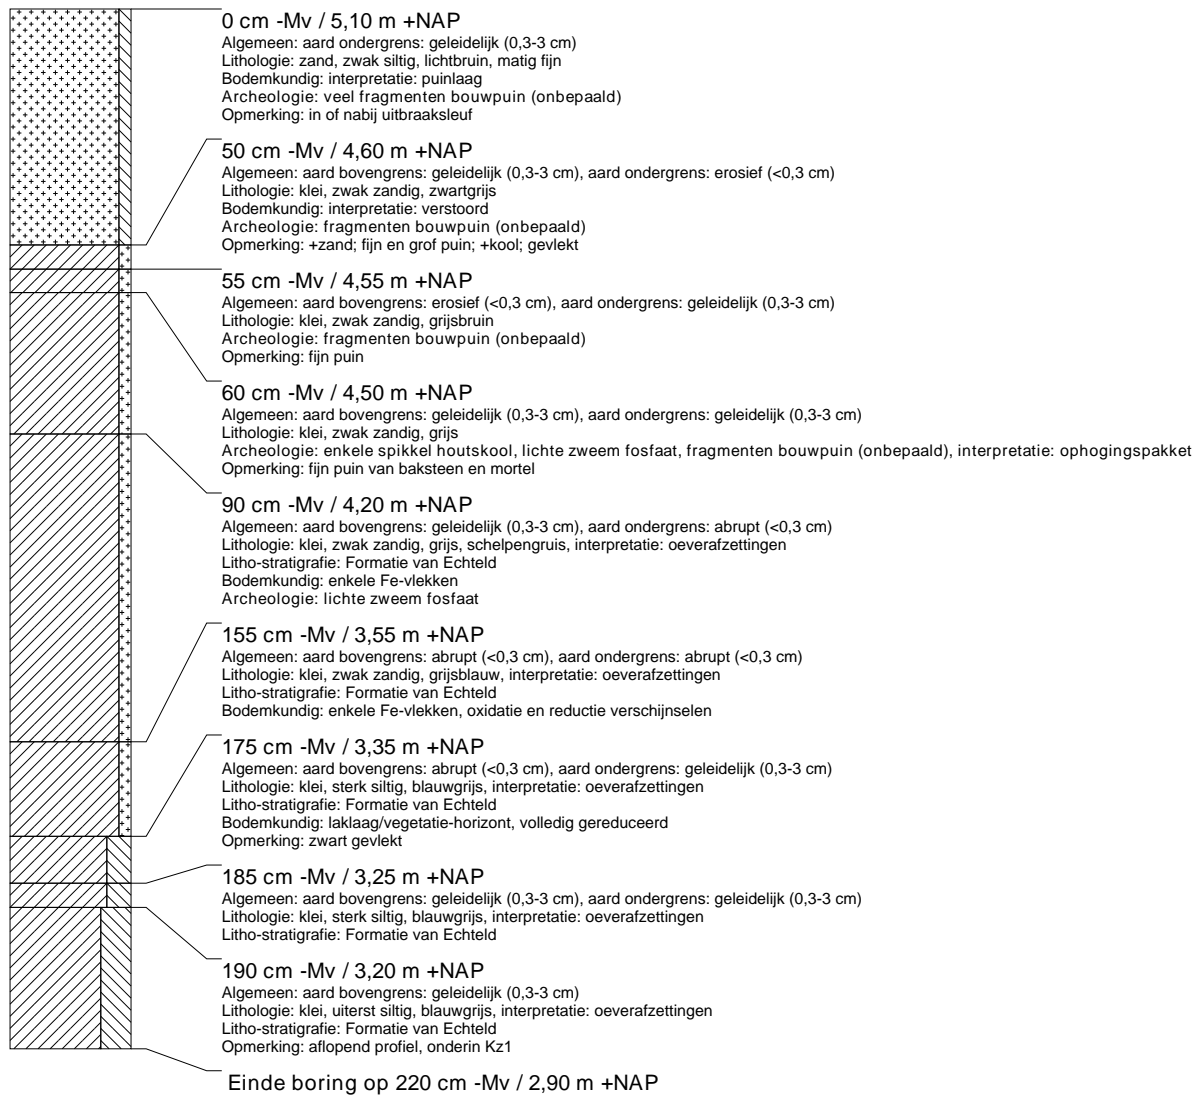 0 cm -Mv / 5,10 m +NAP
Algemeen: aard ondergrens: geleidelijk (0,3-3 cm)
Lithologie: zand, zwak siltig, lichtbruin, matig fijn
Bodemkundig: interpretatie: puinlaag
Archeologie: veel fragmenten bouwpuin (onbepaald)
Opmerking: in of nabij uitbraaksleuf
50 cm -Mv / 4,60 m +NAP
Algemeen: aard bovengrens: geleidelijk (0,3-3 cm), aard ondergrens: erosief (<0,3 cm)
Lithologie: klei, zwak zandig, zwartgrijs
Bodemkundig: interpretatie: verstoord
Archeologie: fragmenten bouwpuin (onbepaald)
Opmerking: +zand; fijn en grof puin; +kool; gevlekt
55 cm -Mv / 4,55 m +NAP
Algemeen: aard bovengrens: erosief (<0,3 cm), aard ondergrens: geleidelijk (0,3-3 cm)
Lithologie: klei, zwak zandig, grijsbruin
Archeologie: fragmenten bouwpuin (onbepaald)
Opmerking: fijn puin
60 cm -Mv / 4,50 m +NAP
Algemeen: aard bovengrens: geleidelijk (0,3-3 cm), aard ondergrens: geleidelijk (0,3-3 cm)
Lithologie: klei, zwak zandig, grijs
Archeologie: enkele spikkel houtskool, lichte zweem fosfaat, fragmenten bouwpuin (onbepaald), interpretatie: ophogingspakket
Opmerking: fijn puin van baksteen en mortel
90 cm -Mv / 4,20 m +NAP
Algemeen: aard bovengrens: geleidelijk (0,3-3 cm), aard ondergrens: abrupt (<0,3 cm)
Lithologie: klei, zwak zandig, grijs, schelpengruis, interpretatie: oeverafzettingen
Litho-stratigrafie: Formatie van Echteld
Bodemkundig: enkele Fe-vlekken
Archeologie: lichte zweem fosfaat
155 cm -Mv / 3,55 m +NAP
Algemeen: aard bovengrens: abrupt (<0,3 cm), aard ondergrens: abrupt (<0,3 cm)
Lithologie: klei, zwak zandig, grijsblauw, interpretatie: oeverafzettingen
Litho-stratigrafie: Formatie van Echteld
Bodemkundig: enkele Fe-vlekken, oxidatie en reductie verschijnselen
175 cm -Mv / 3,35 m +NAP
Algemeen: aard bovengrens: abrupt (<0,3 cm), aard ondergrens: geleidelijk (0,3-3 cm)
Lithologie: klei, sterk siltig, blauwgrijs, interpretatie: oeverafzettingen
Litho-stratigrafie: Formatie van Echteld
Bodemkundig: laklaag/vegetatie-horizont, volledig gereduceerd
Opmerking: zwart gevlekt
185 cm -Mv / 3,25 m +NAP
Algemeen: aard bovengrens: geleidelijk (0,3-3 cm), aard ondergrens: geleidelijk (0,3-3 cm)
Lithologie: klei, sterk siltig, blauwgrijs, interpretatie: oeverafzettingen
Litho-stratigrafie: Formatie van Echteld
190 cm -Mv / 3,20 m +NAP
Algemeen: aard bovengrens: geleidelijk (0,3-3 cm)
Lithologie: klei, uiterst siltig, blauwgrijs, interpretatie: oeverafzettingen
Litho-stratigrafie: Formatie van Echteld
Opmerking: aflopend profiel, onderin Kz1
Einde boring op 220 cm -Mv / 2,90 m +NAP